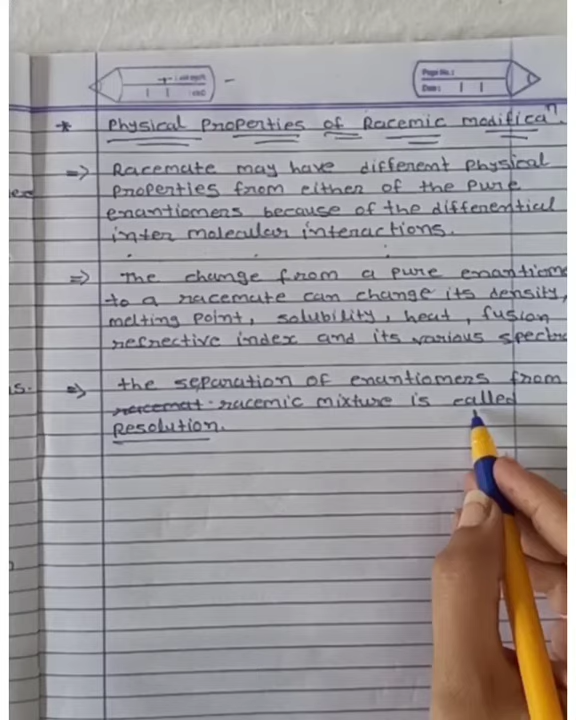 Page No.:
Date:
* Physical Properties of Racemic modificaⁿ.
=> Racemate may have different Physical
Properties from either of the Pure
enantiomers because of the differential
inter molecular interactions.
=> The change from a pure enantiome
to a racemate can change its density,
melting point, solubility, heat, fusion
refrective index and its various spectra
=> the separation of enantiomers from
racemat racemic mixture is called
Resolution.